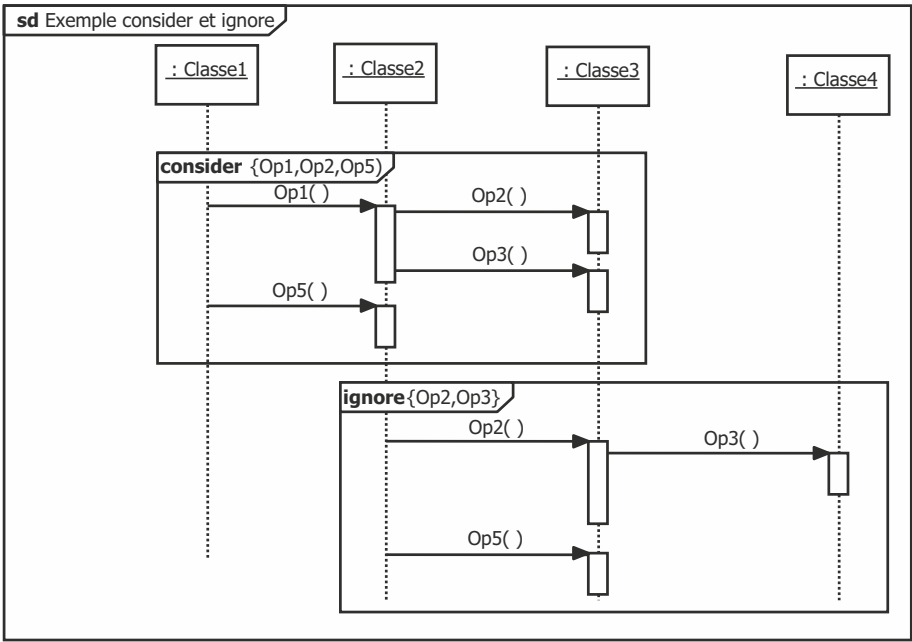 sd Exemple consider et ignore
: Classe1
: Classe2
: Classe3
: Classe4
consider {Op1,Op2,Op5)
Op1( )
Op2( )
Op3( )
Op5( )
ignore{Op2,Op3}
Op2( )
Op3( )
Op5( )